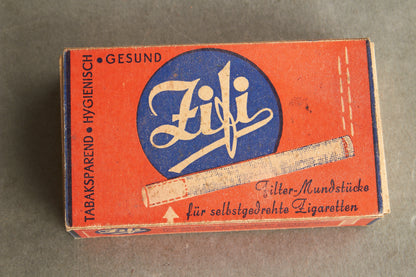 TABAKSPAREND • HYGIENISCH • GESUND
Zifi
Filter-Mundstücke
für selbstgedrehte Zigaretten